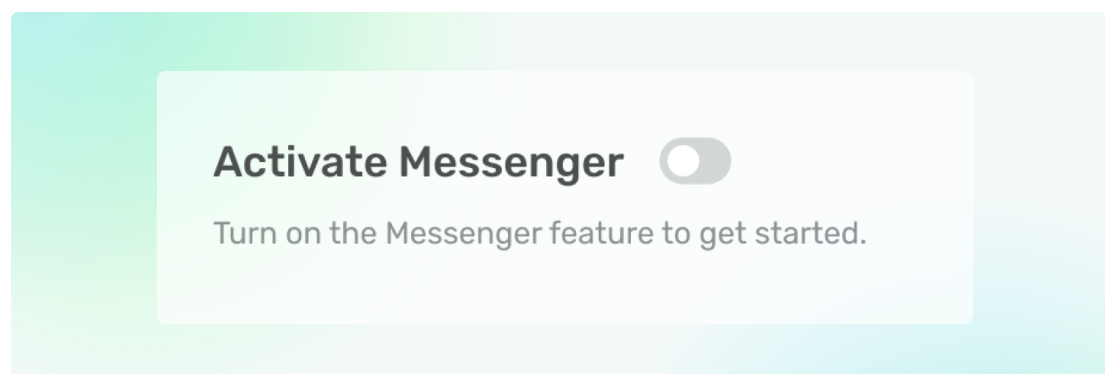 Activate Messenger
Turn on the Messenger feature to get started.